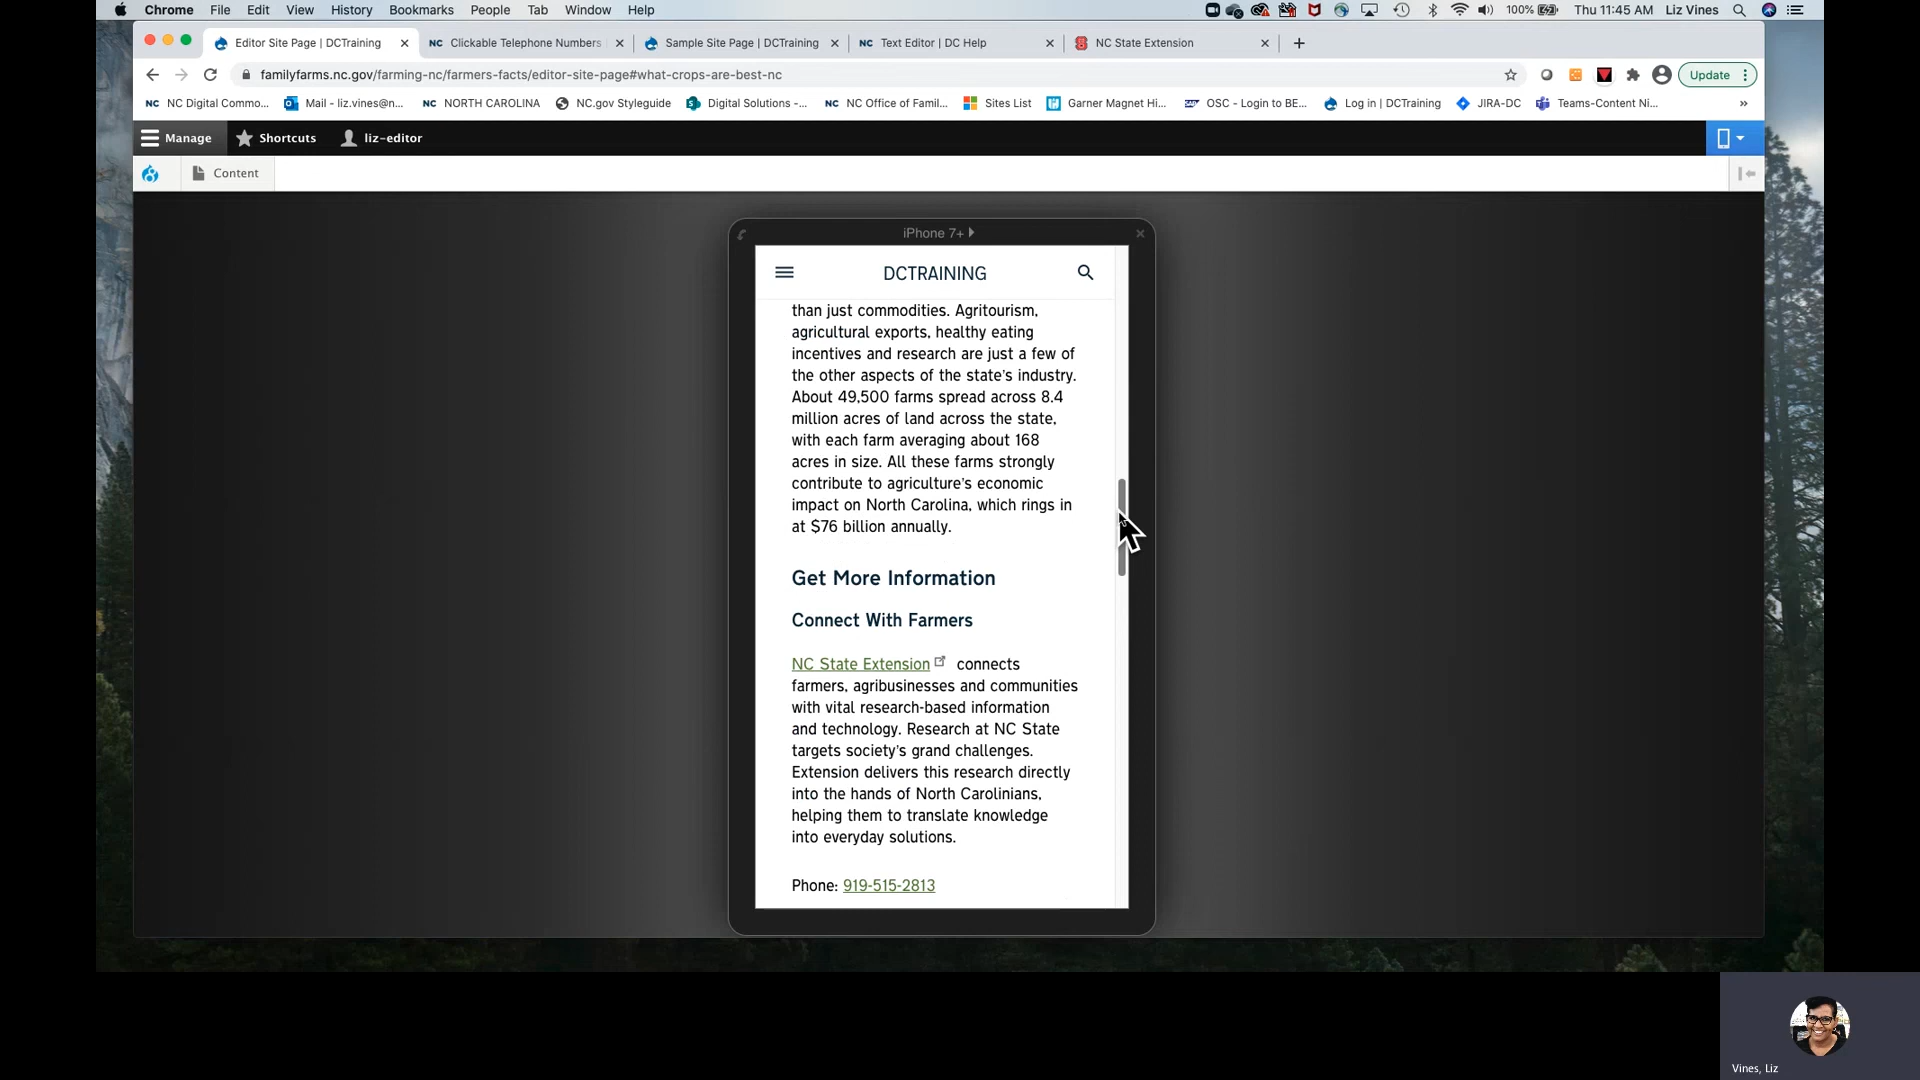 Chrome File Edit View History Bookmarks People Tab Window Help 100% Thu 11:45 AM Liz Vines
Editor Site Page | DCTraining Clickable Telephone Numbers Sample Site Page | DCTraining Text Editor | DC Help NC State Extension
familyfarms.nc.gov/farming-nc/farmers-facts/editor-site-page#what-crops-are-best-nc Update
NC Digital Commo... Mail - liz.vines@n... NORTH CAROLINA NC.gov Styleguide Digital Solutions -... NC Office of Famil... Sites List Garner Magnet Hi... OSC - Login to BE... Log in | DCTraining JIRA-DC Teams-Content Ni... »
Manage Shortcuts liz-editor
Content
iPhone 7+
DCTRAINING
than just commodities. Agritourism,
agricultural exports, healthy eating
incentives and research are just a few of
the other aspects of the state's industry.
About 49,500 farms spread across 8.4
million acres of land across the state,
with each farm averaging about 168
acres in size. All these farms strongly
contribute to agriculture's economic
impact on North Carolina, which rings in
at $76 billion annually.
Get More Information
Connect With Farmers
NC State Extension connects
farmers, agribusinesses and communities
with vital research-based information
and technology. Research at NC State
targets society's grand challenges.
Extension delivers this research directly
into the hands of North Carolinians,
helping them to translate knowledge
into everyday solutions.
Phone: 919-515-2813
Vines, Liz